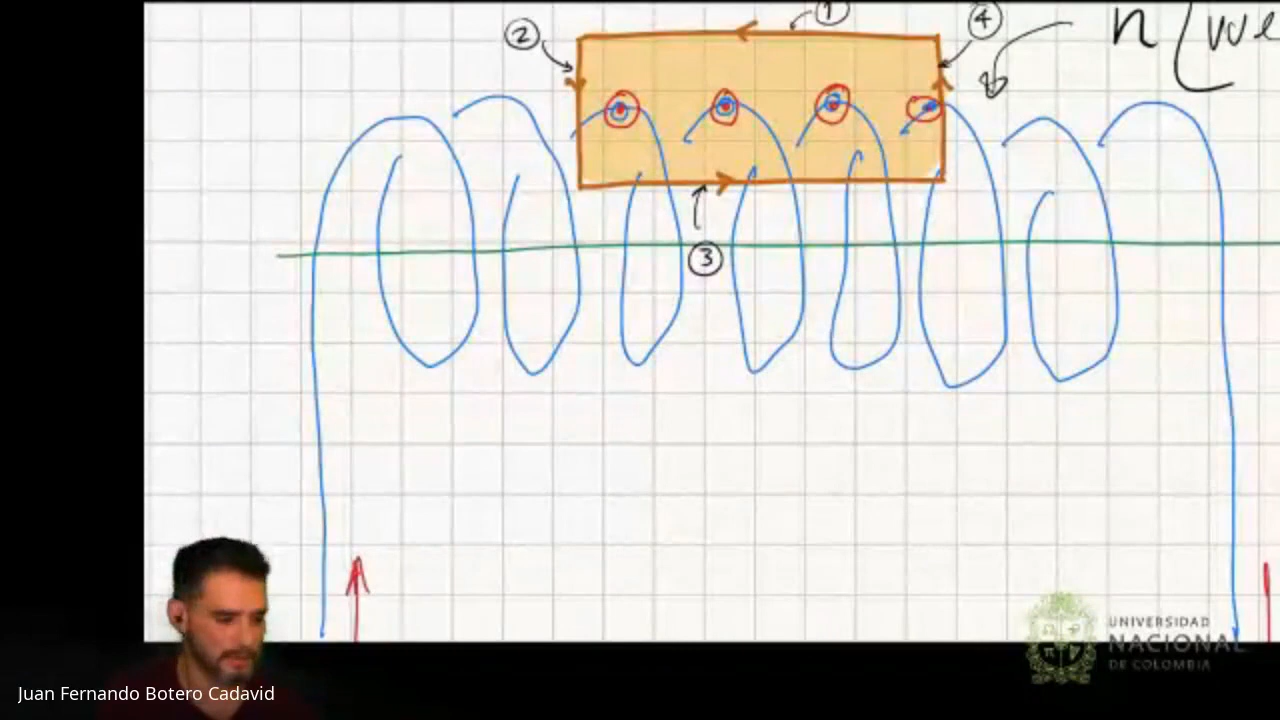 ① 
② ④
n
③
UNIVERSIDAD
NACIONAL
DE COLOMBIA
Juan Fernando Botero Cadavid